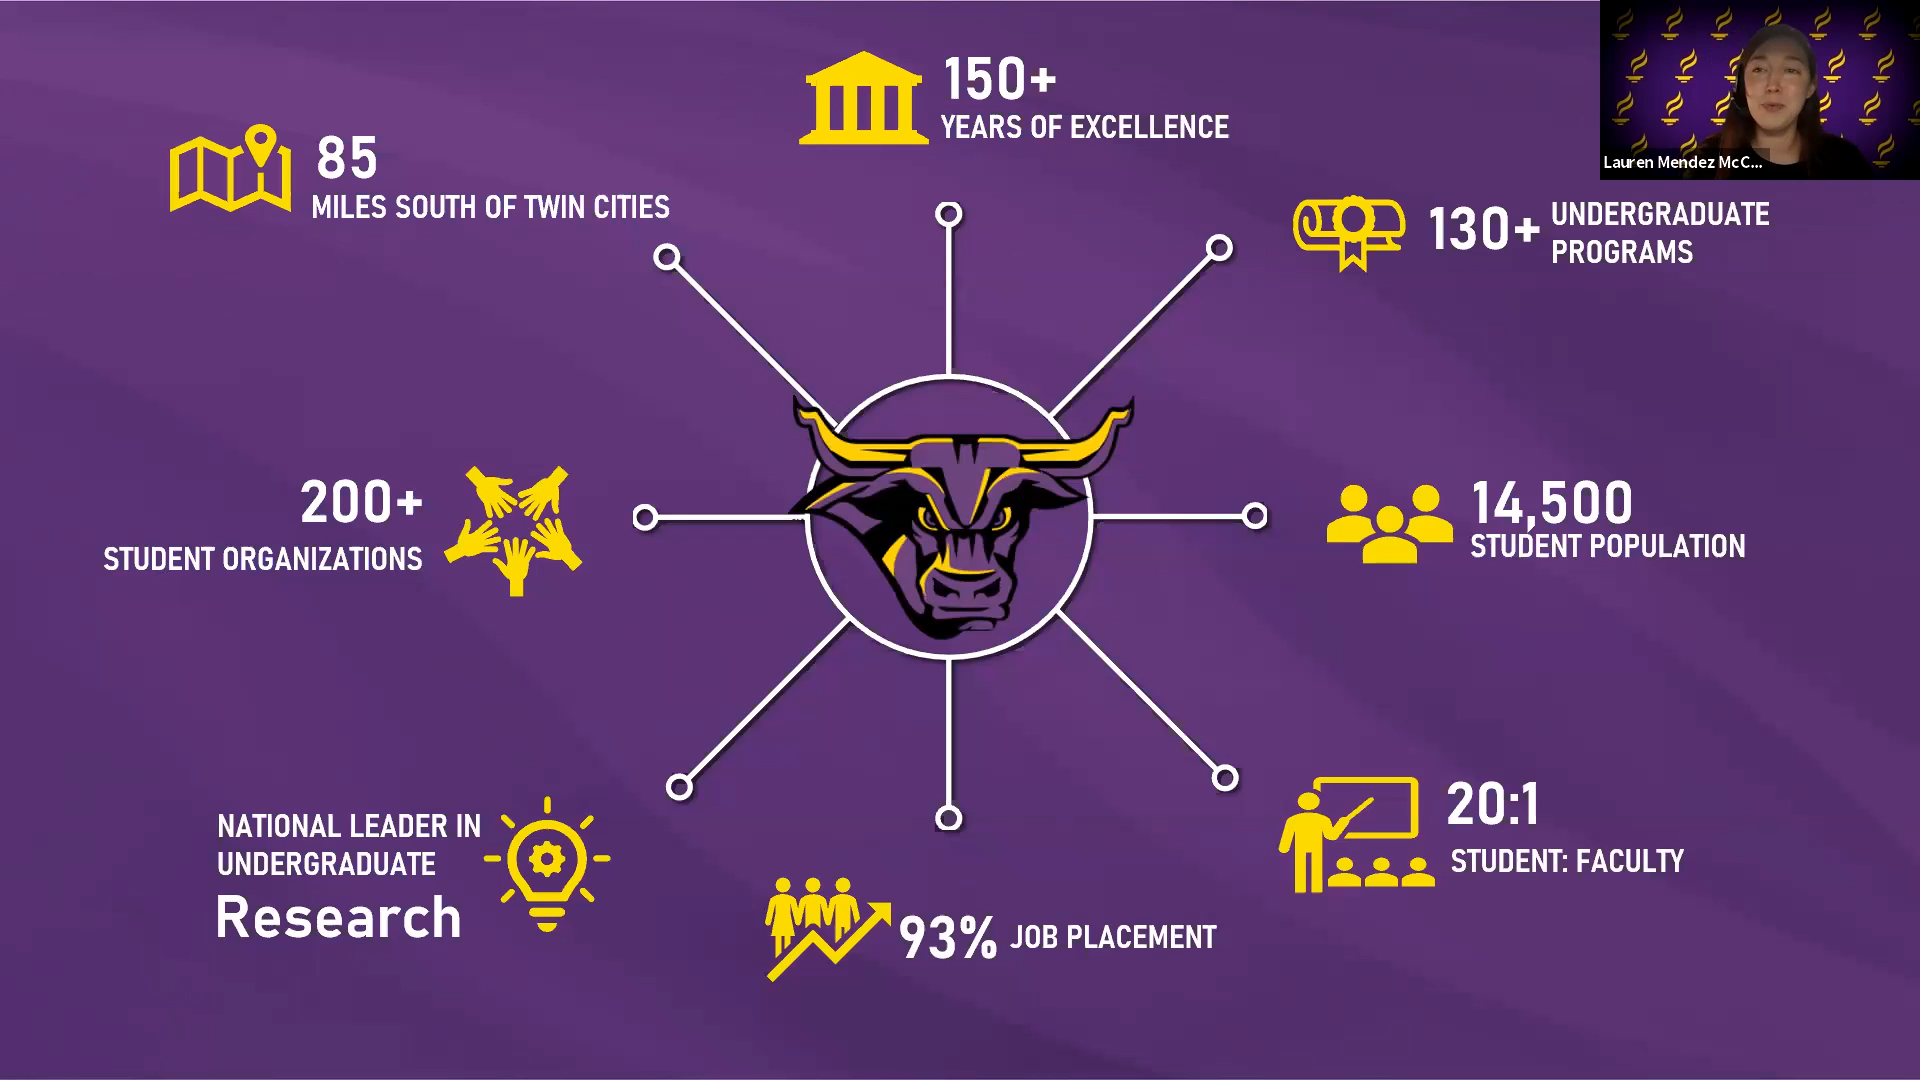 150+
YEARS OF EXCELLENCE
85
MILES SOUTH OF TWIN CITIES
Lauren Mendez McC...
130+
UNDERGRADUATE
PROGRAMS
200+
STUDENT ORGANIZATIONS
14,500
STUDENT POPULATION
NATIONAL LEADER IN
UNDERGRADUATE
Research
20:1
STUDENT: FACULTY
93% JOB PLACEMENT